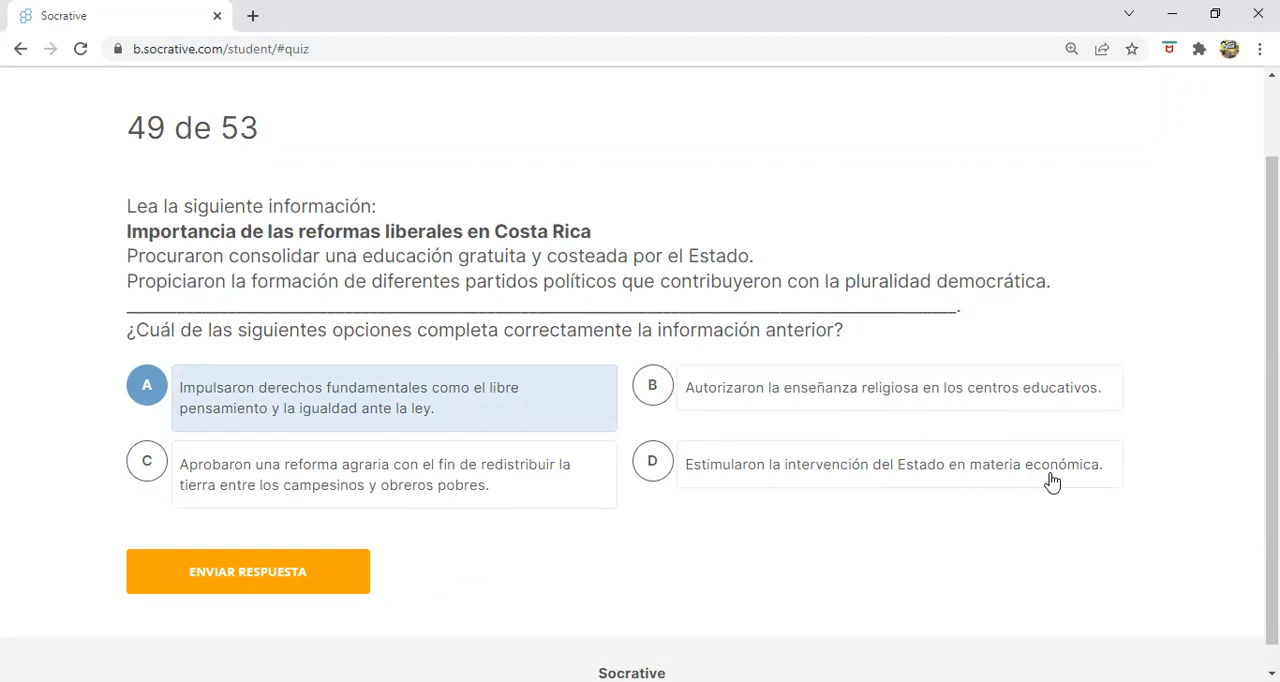 Socrative
b.socrative.com/student/#quiz
49 de 53
Lea la siguiente información:
Importancia de las reformas liberales en Costa Rica
Procuraron consolidar una educación gratuita y costeada por el Estado.
Propiciaron la formación de diferentes partidos políticos que contribuyeron con la pluralidad democrática.
_______________________________________________________________________________________.
¿Cuál de las siguientes opciones completa correctamente la información anterior?
A
Impulsaron derechos fundamentales como el libre
pensamiento y la igualdad ante la ley.
B
Autorizaron la enseñanza religiosa en los centros educativos.
C
Aprobaron una reforma agraria con el fin de redistribuir la
tierra entre los campesinos y obreros pobres.
D
Estimularon la intervención del Estado en materia económica.
ENVIAR RESPUESTA
Socrative